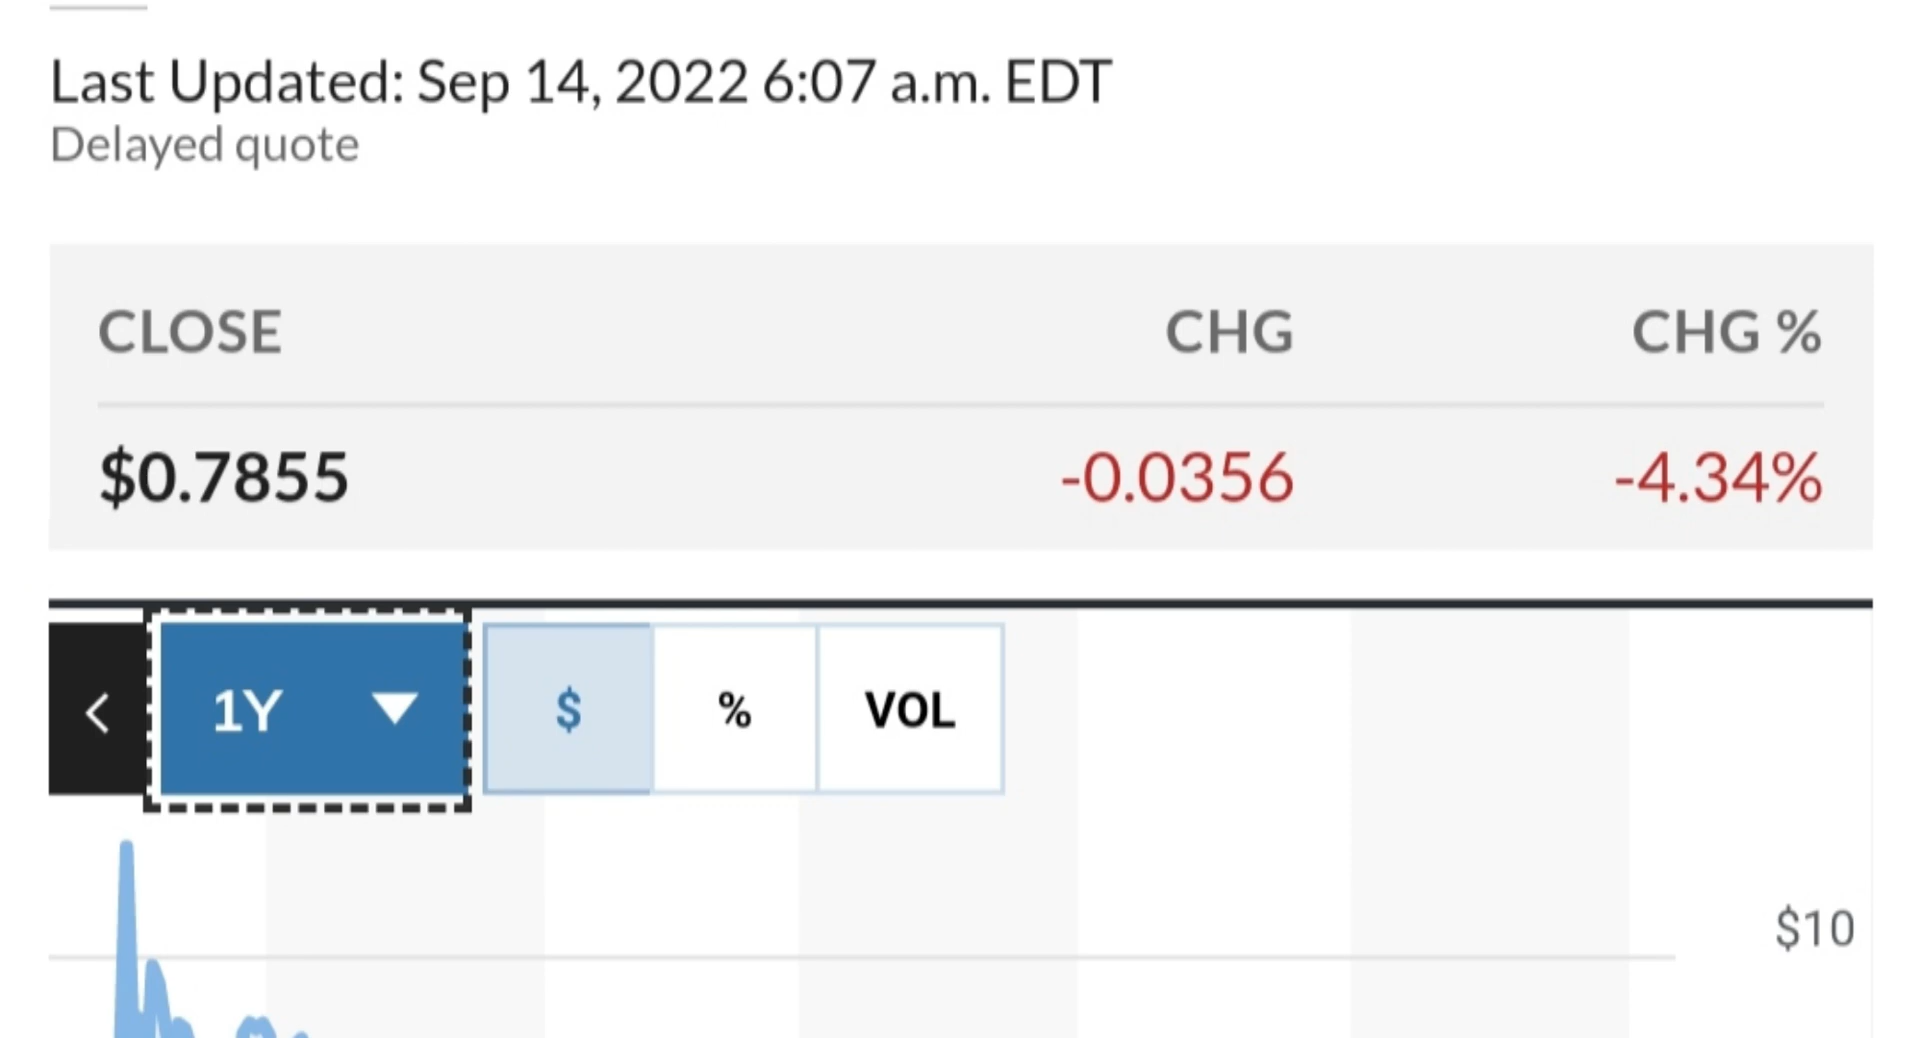 Last Updated: Sep 14, 2022 6:07 a.m. EDT
Delayed quote
CLOSE CHG CHG %
$0.7855 -0.0356 -4.34%
1Y $ % VOL
$10